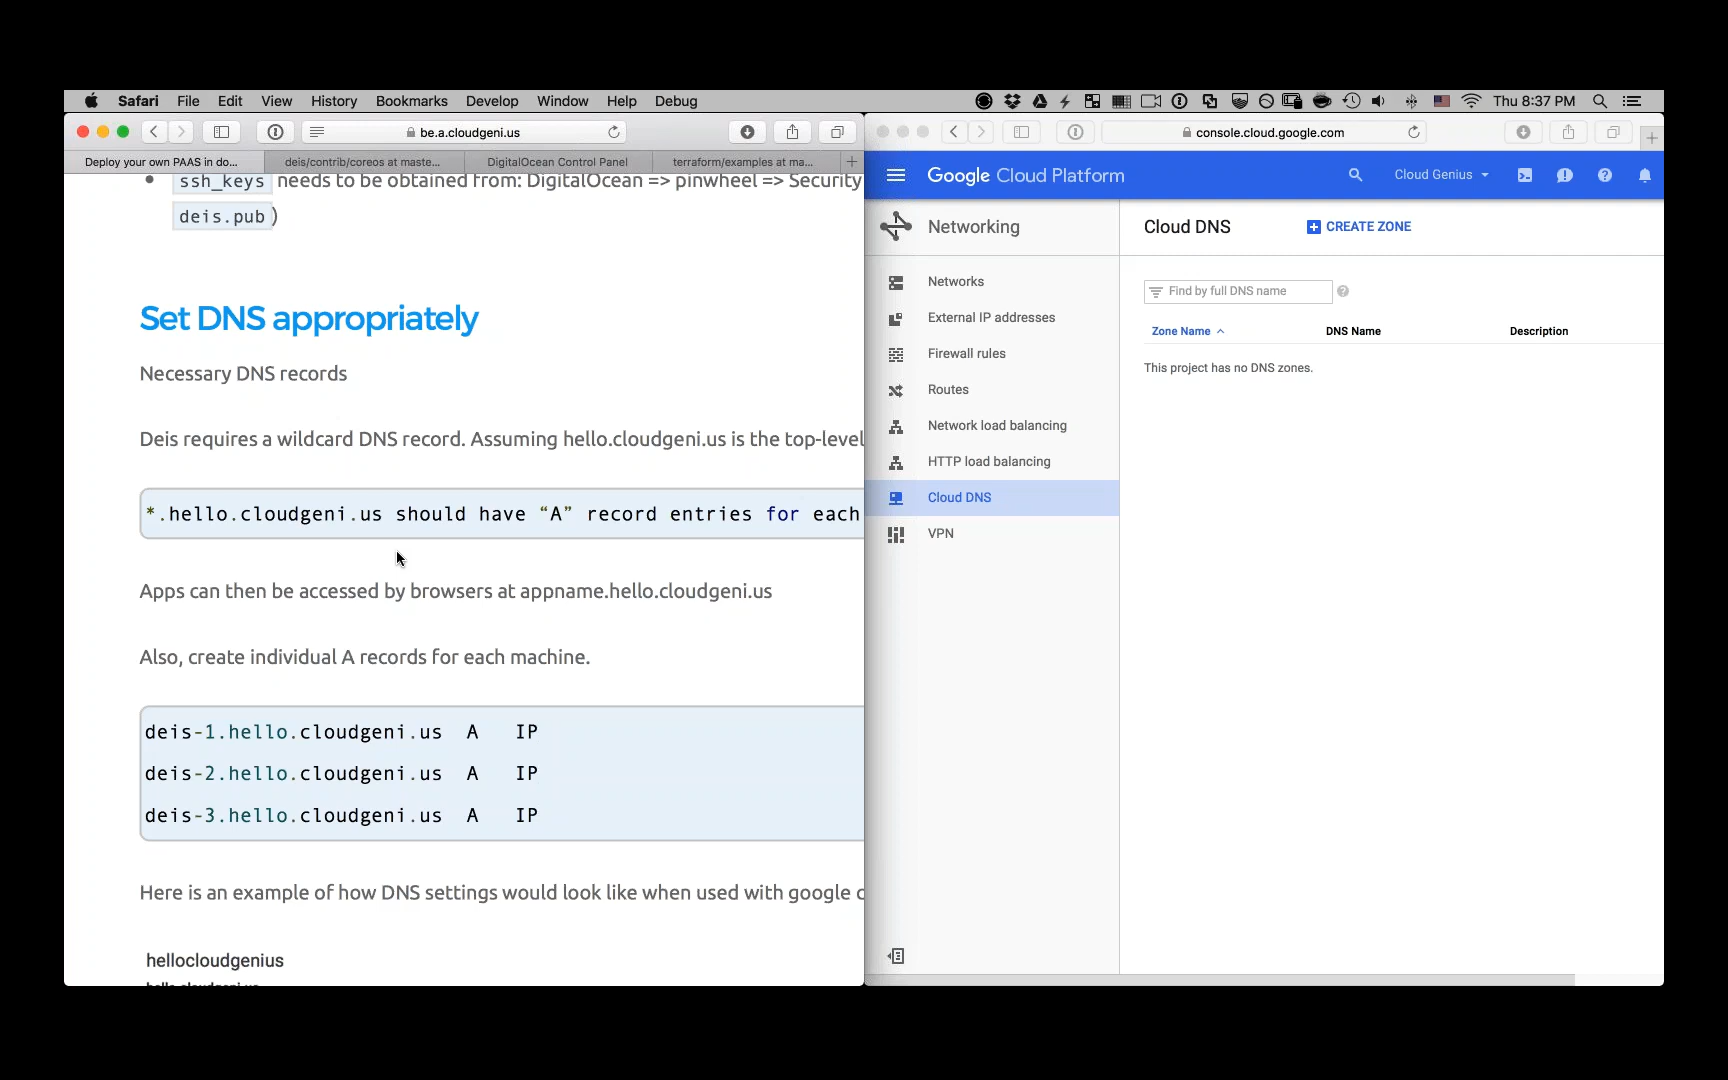 Safari File Edit View History Bookmarks Develop Window Help Debug Thu 8:37 PM
be.a.cloudgeni.us
Deploy your own PAAS in do... deis/contrib/coreos at maste... DigitalOcean Control Panel terraform/examples at ma...
ssh_keys needs to be obtained from: DigitalOcean => pinwheel => Security
deis.pub)
Set DNS appropriately
Necessary DNS records
Deis requires a wildcard DNS record. Assuming hello.cloudgeni.us is the top-level
*.hello.cloudgeni.us should have “A” record entries for each
Apps can then be accessed by browsers at appname.hello.cloudgeni.us
Also, create individual A records for each machine.
deis-1.hello.cloudgeni.us A IP
deis-2.hello.cloudgeni.us A IP
deis-3.hello.cloudgeni.us A IP
Here is an example of how DNS settings would look like when used with google
hellocloudgenius
console.cloud.google.com
Google Cloud Platform Cloud Genius
Networking
Networks
External IP addresses
Firewall rules
Routes
Network load balancing
HTTP load balancing
Cloud DNS
VPN
Cloud DNS CREATE ZONE
Find by full DNS name
Zone Name DNS Name Description
This project has no DNS zones.